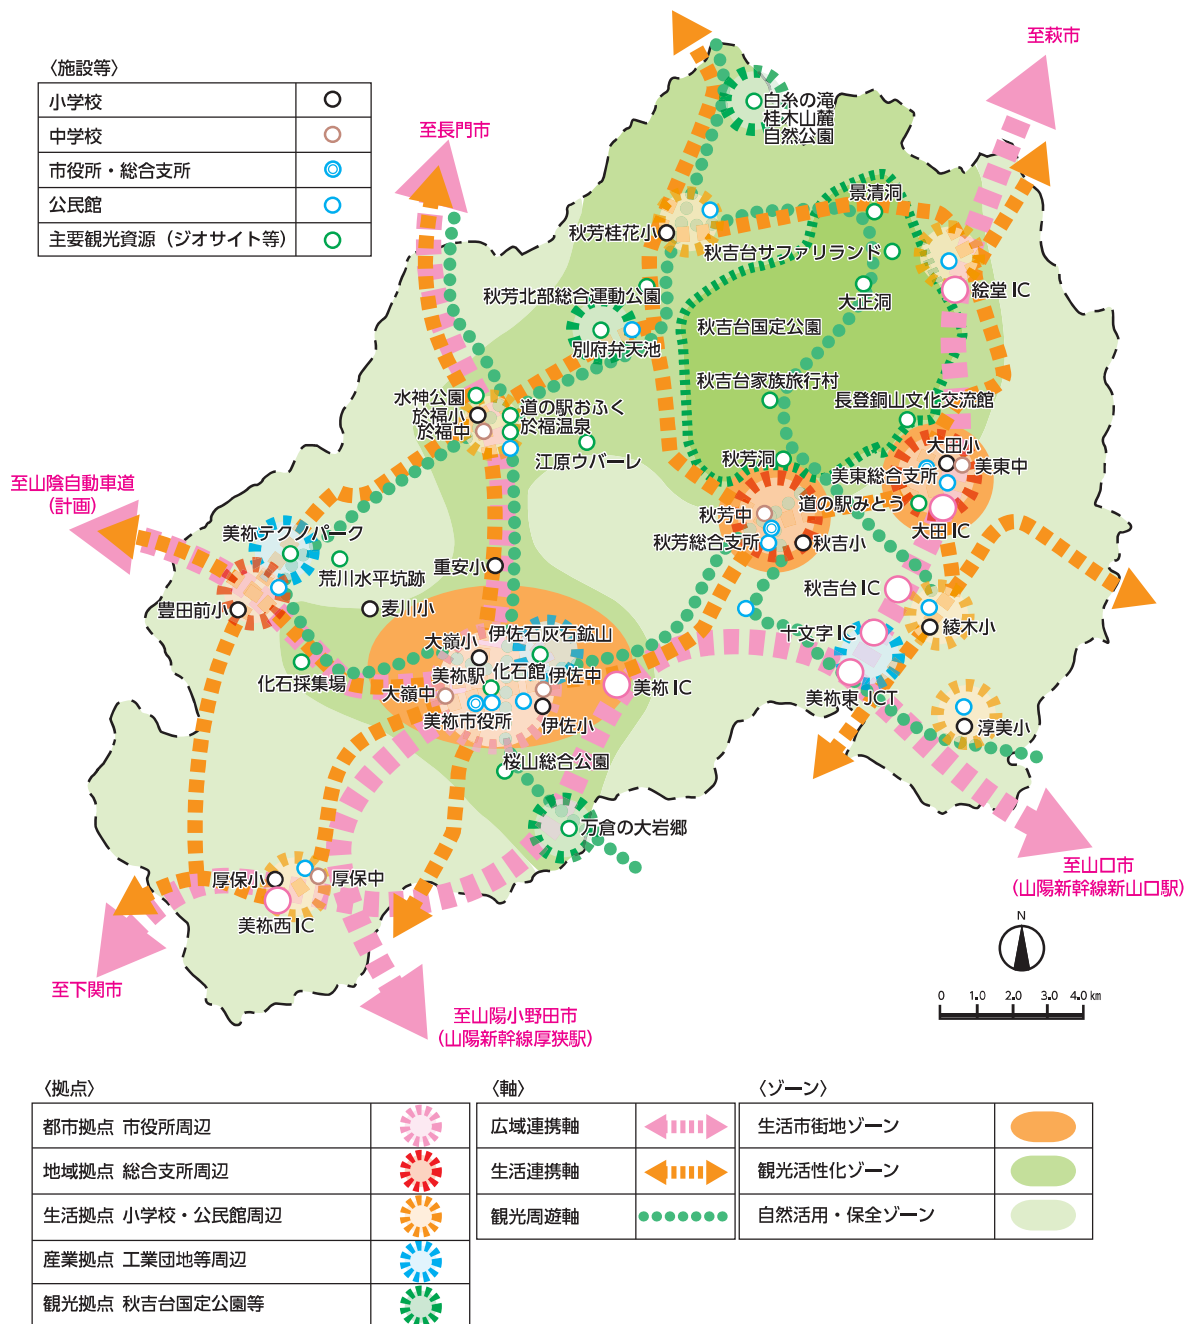 〈施設等〉
小学校
中学校
市役所・総合支所
公民館
主要観光資源（ジオサイト等）
至萩市
至長門市
白糸の滝
桂木山麓
自然公園
景清洞
秋芳桂花小
秋吉台サファリランド
秋芳北部総合運動公園
大正洞
絵堂 IC
秋吉台国定公園
別府弁天池
秋吉台家族旅行村
水神公園
於福小
於福中
道の駅おふく
於福温泉
長登銅山文化交流館
江原ウバーレ
秋芳洞
大田小
美東総合支所
美東中
至山陰自動車道
(計画)
道の駅みとう
秋芳中
大田 IC
美祢テクノパーク
秋芳総合支所
秋吉小
荒川水平坑跡
重安小
秋吉台 IC
豊田前小
麦川小
綾木小
大嶺小
伊佐石灰石鉱山
十文字 IC
化石館
美祢駅
伊佐中
化石採集場
大嶺中
美祢 IC
美祢東 JCT
美祢市役所
伊佐小
淳美小
桜山総合公園
万倉の大岩郷
厚保小
厚保中
至山口市
(山陽新幹線新山口駅)
美祢西 IC
至下関市
至山陽小野田市
(山陽新幹線厚狭駅)
N
0 1.0 2.0 3.0 4.0 km
〈拠点〉
都市拠点 市役所周辺
地域拠点 総合支所周辺
生活拠点 小学校・公民館周辺
産業拠点 工業団地等周辺
観光拠点 秋吉台国定公園等
〈軸〉
広域連携軸
生活連携軸
観光周遊軸
〈ゾーン〉
生活市街地ゾーン
観光活性化ゾーン
自然活用・保全ゾーン